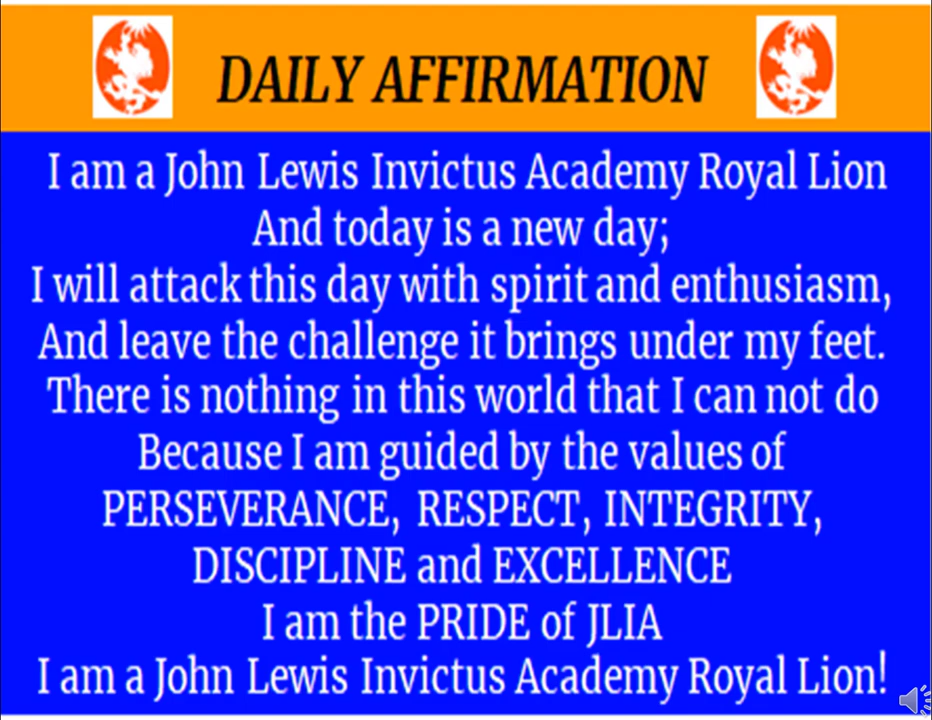 DAILY AFFIRMATION
I am a John Lewis Invictus Academy Royal Lion
And today is a new day;
I will attack this day with spirit and enthusiasm,
And leave the challenge it brings under my feet.
There is nothing in this world that I can not do
Because I am guided by the values of
PERSEVERANCE, RESPECT, INTEGRITY,
DISCIPLINE and EXCELLENCE
I am the PRIDE of JLIA
I am a John Lewis Invictus Academy Royal Lion!